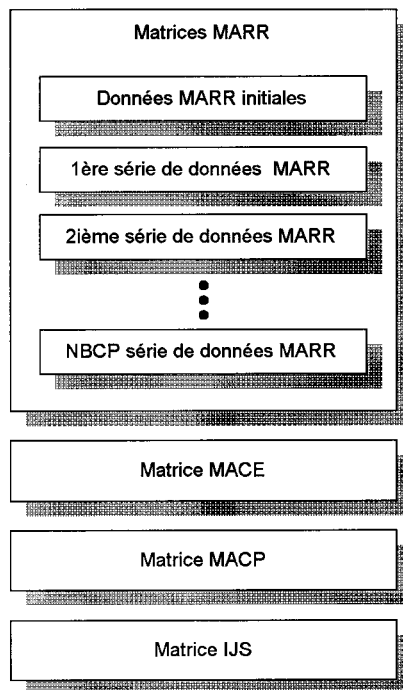 Matrices MARR
Données MARR initiales
1ère série de données MARR
2ième série de données MARR
NBCP série de données MARR
Matrice MACE
Matrice MACP
Matrice IJS